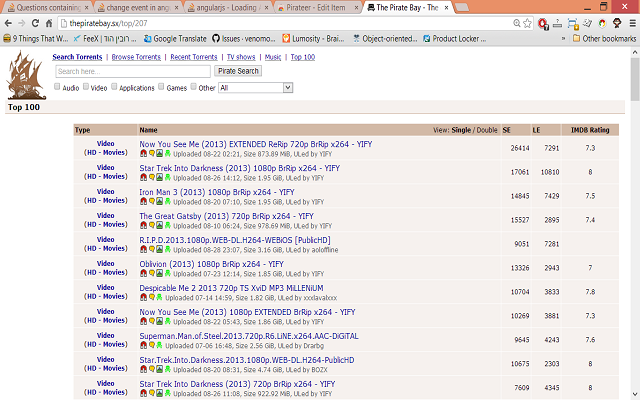 Questions containing
change event in ang
angularjs - Loading
Pirateer - Edit Item
The Pirate Bay - The
thepiratebay.sx/top/207
9 Things That W
FeeX | רובין הוד
Google Translate
Issues · venomo...
Lumosity - Brai...
Object-oriented...
Product Locker
Other bookmarks
Search Torrents | Browse Torrents | Recent Torrents | TV shows | Music | Top 100
Search here...
Pirate Search
Audio Video Applications Games Other All
Top 100
Type Name View: Single / Double SE LE IMDB Rating
Video
(HD - Movies)
Now You See Me (2013) EXTENDED ReRip 720p BrRip x264 - YIFY
Uploaded 08-22 02:21, Size 873.89 MiB, ULed by YIFY
26414 7291 7.3
Video
(HD - Movies)
Star Trek Into Darkness (2013) 1080p BrRip x264 - YIFY
Uploaded 08-26 14:12, Size 1.95 GiB, ULed by YIFY
17061 10810 8
Video
(HD - Movies)
Iron Man 3 (2013) 1080p BrRip x264 - YIFY
Uploaded 08-20 07:10, Size 1.95 GiB, ULed by YIFY
14845 7429 7.5
Video
(HD - Movies)
The Great Gatsby (2013) 720p BrRip x264 - YIFY
Uploaded 08-10 06:24, Size 978.69 MiB, ULed by YIFY
15527 2895 7.4
Video
(HD - Movies)
R.I.P.D.2013.1080p.WEB-DL.H264-WEBiOS [PublicHD]
Uploaded 08-28 23:07, Size 3.16 GiB, ULed by aoloffline
9051 7281
Video
(HD - Movies)
Oblivion (2013) 1080p BrRip x264 - YIFY
Uploaded 07-23 12:14, Size 1.85 GiB, ULed by YIFY
13326 2943 7
Video
(HD - Movies)
Despicable Me 2 2013 720p TS XviD MP3 MiLLENiUM
Uploaded 07-14 14:59, Size 1.82 GiB, ULed by xxxlavalxxx
10704 3833 7.8
Video
(HD - Movies)
Now You See Me (2013) 1080p EXTENDED BrRip x264 - YIFY
Uploaded 08-22 05:43, Size 1.86 GiB, ULed by YIFY
10269 3881 7.3
Video
(HD - Movies)
Superman.Man.of.Steel.2013.720p.R6.LiNE.x264.AAC-DiGiTAL
Uploaded 07-06 16:48, Size 2.56 GiB, ULed by Drarbg
9645 4243 7.6
Video
(HD - Movies)
Star.Trek.Into.Darkness.2013.1080p.WEB-DL.H264-PublicHD
Uploaded 08-20 08:31, Size 4.74 GiB, ULed by BOZX
10675 2303 8
Video
(HD - Movies)
Star Trek Into Darkness (2013) 720p BrRip x264 - YIFY
Uploaded 08-26 11:08, Size 922.92 MiB, ULed by YIFY
7609 4345 8